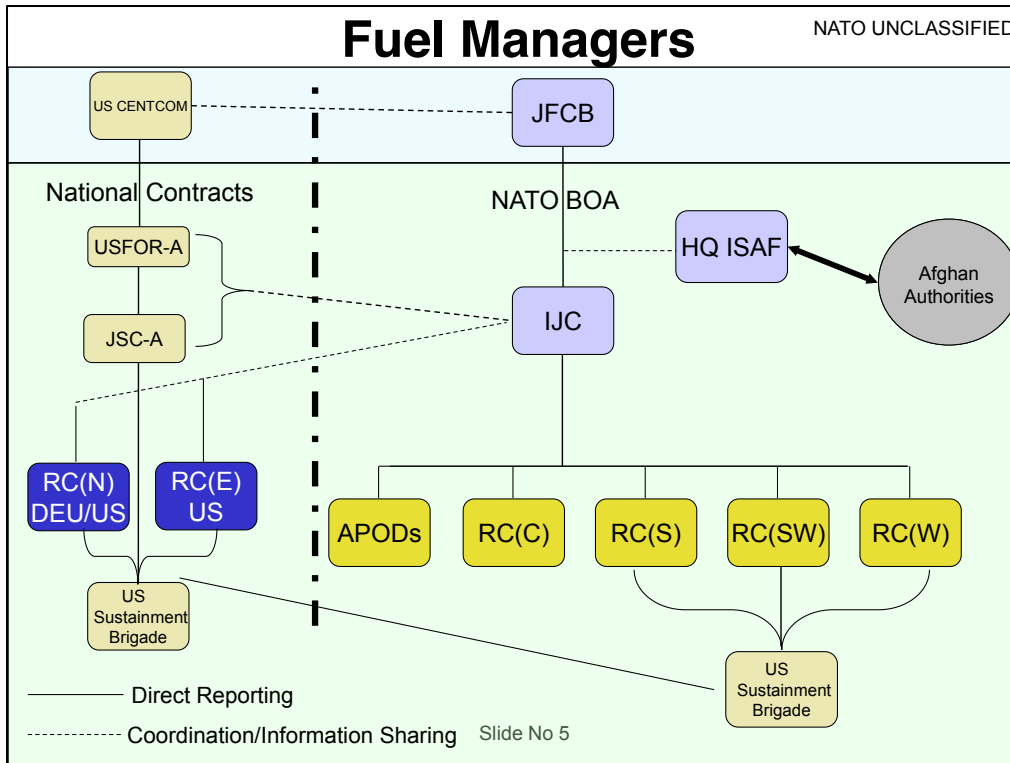 Fuel Managers
NATO UNCLASSIFIED
US CENTCOM
JFCB
National Contracts
NATO BOA
USFOR-A
HQ ISAF
Afghan
Authorities
JSC-A
IJC
RC(N)
DEU/US
RC(E)
US
APODs
RC(C)
RC(S)
RC(SW)
RC(W)
US
Sustainment
Brigade
US
Sustainment
Brigade
Direct Reporting
Coordination/Information Sharing
Slide No 5